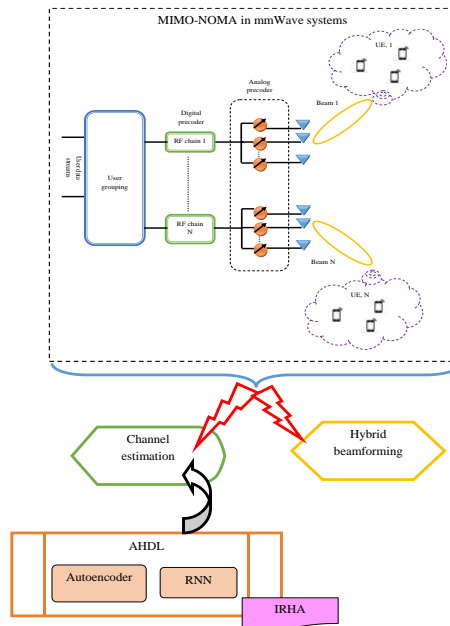 MIMO-NOMA in mmWave systems
UE, 1
Analog
precoder
Beam 1
Digital
precoder
RF chain 1
User data
streams
User
grouping
RF chain
N
Beam N
UE, N
Channel
estimation
Hybrid
beamforming
AHDL
Autoencoder
RNN
IRHA